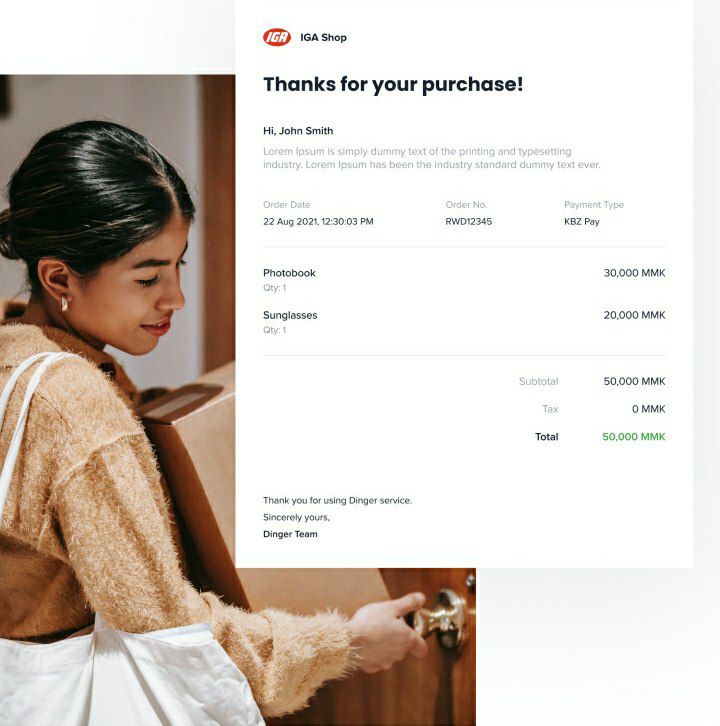 IGA IGA Shop
Thanks for your purchase!
Hi, John Smith
Lorem Ipsum is simply dummy text of the printing and typesetting
industry. Lorem Ipsum has been the industry standard dummy text ever.
Order Date Order No. Payment Type
22 Aug 2021, 12:30:03 PM RWD12345 KBZ Pay
Photobook 30,000 MMK
Qty: 1
Sunglasses 20,000 MMK
Qty: 1
Subtotal 50,000 MMK
Tax 0 MMK
Total 50,000 MMK
Thank you for using Dinger service.
Sincerely yours,
Dinger Team